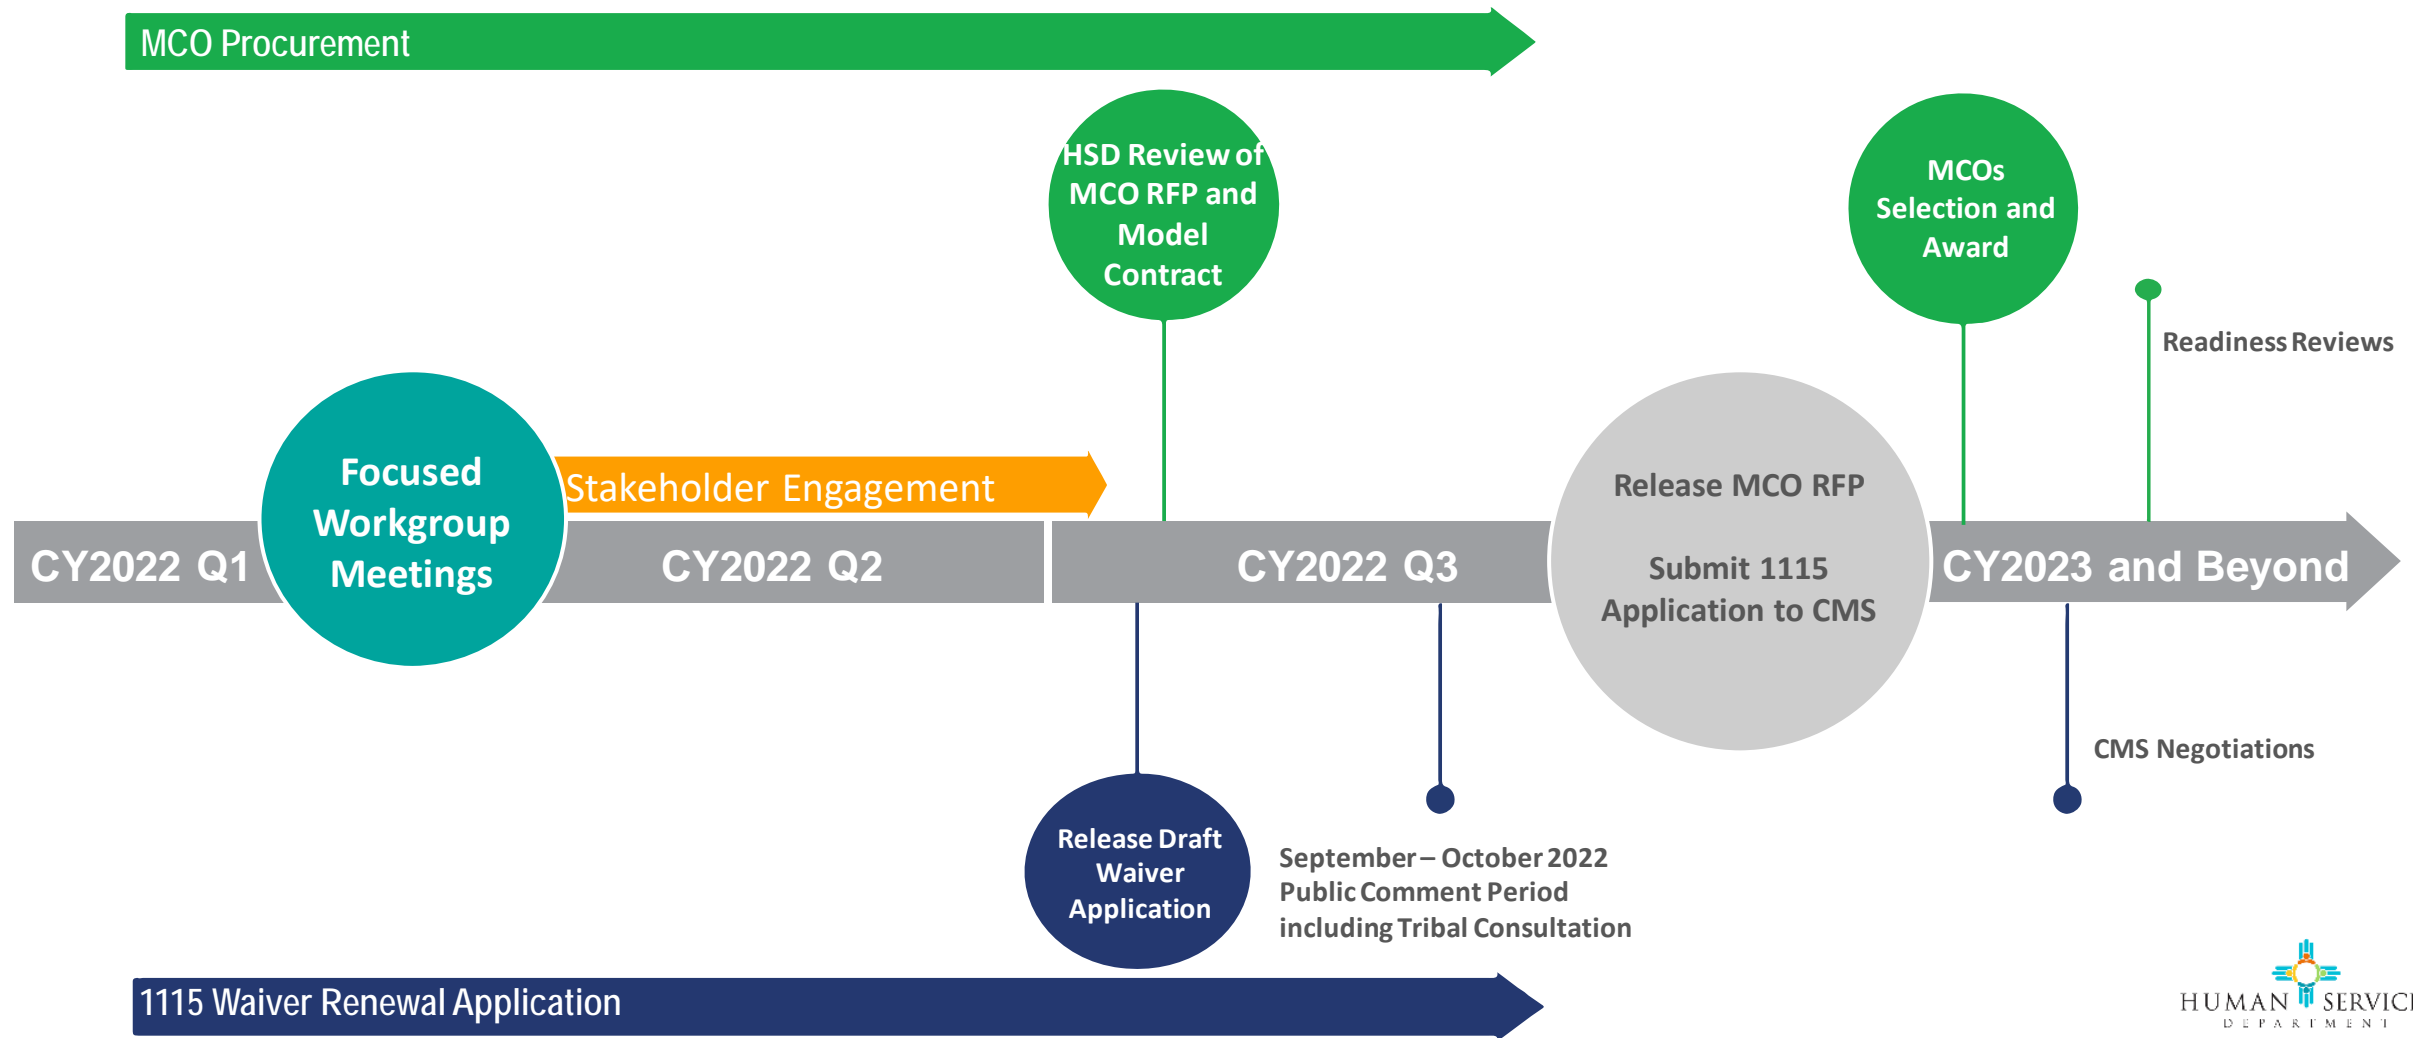 MCO Procurement
HSD Review of
MCO RFP and
Model
Contract
MCOs
Selection and
Award
Readiness Reviews
Focused
Workgroup
Meetings
Stakeholder Engagement
Release MCO RFP
Submit 1115
Application to CMS
CY2022 Q1
CY2022 Q2
CY2022 Q3
CY2023 and Beyond
CMS Negotiations
Release Draft
Waiver
Application
September – October 2022
Public Comment Period
including Tribal Consultation
1115 Waiver Renewal Application
HUMAN SERVIC
DEPARTMENT